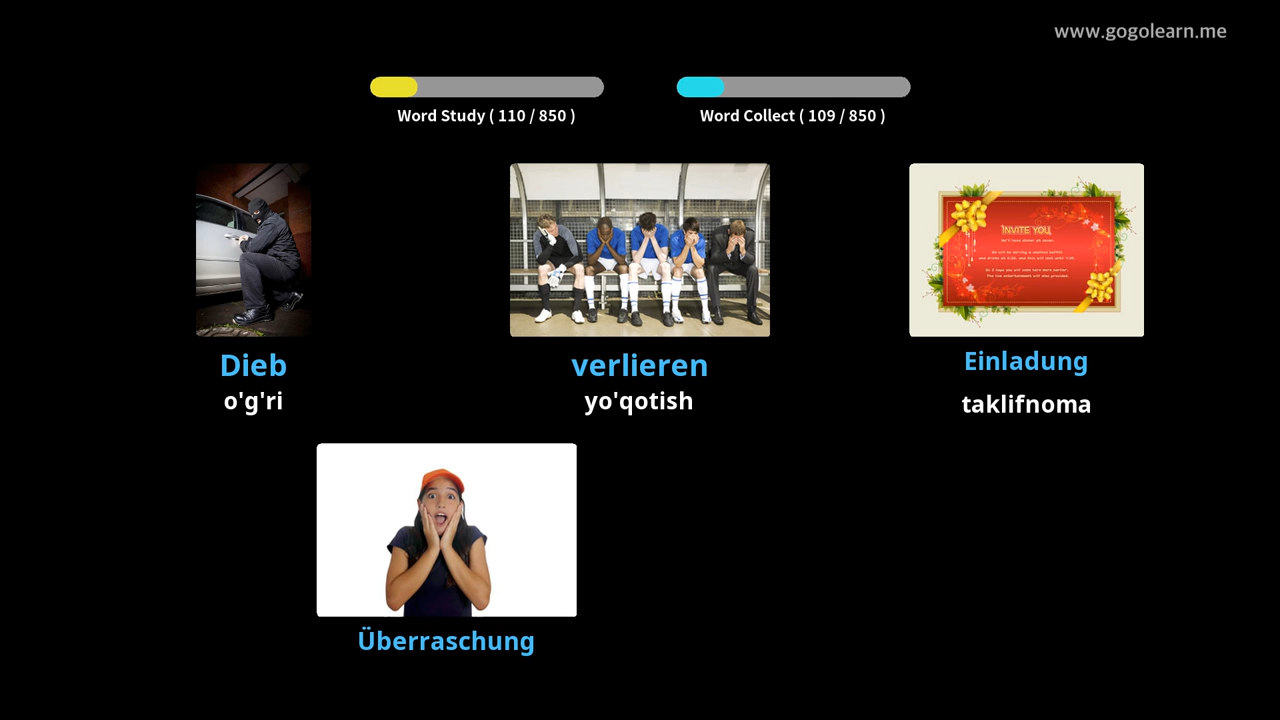 www.gogolearn.me
Word Study ( 110 / 850 )
Word Collect ( 109 / 850 )
INVITE YOU
Dieb
verlieren
Einladung
o'g'ri
yo'qotish
taklifnoma
Überraschung